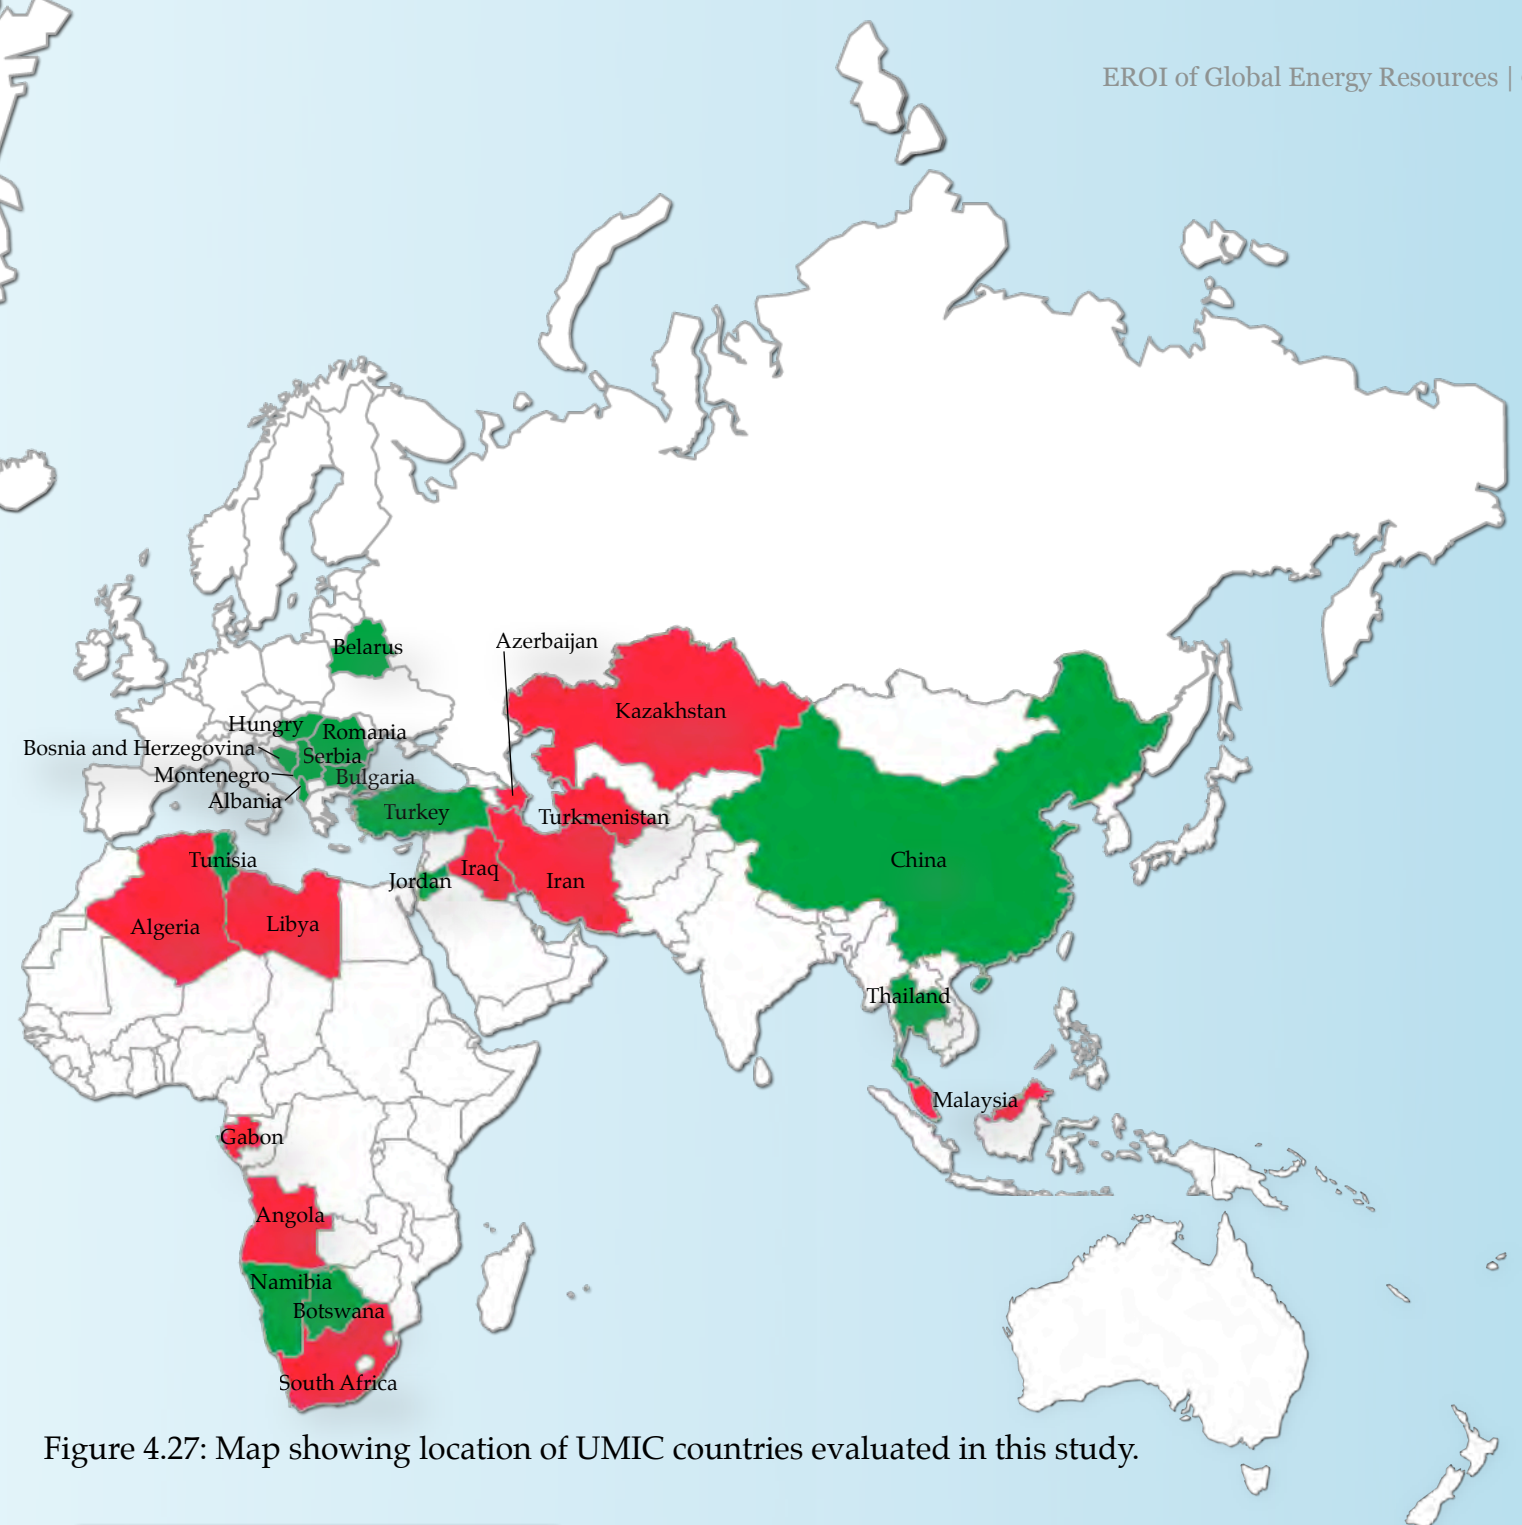 EROI of Global Energy Resources |
Belarus
Azerbaijan
Kazakhstan
Hungry
Romania
Bosnia and Herzegovina
Serbia
Montenegro
Bulgaria
Albania
Turkey
Turkmenistan
Tunisia
China
Iraq
Jordan
Iran
Algeria
Libya
Thailand
Malaysia
Gabon
Angola
Namibia
Botswana
South Africa
Figure 4.27: Map showing location of UMIC countries evaluated in this study.